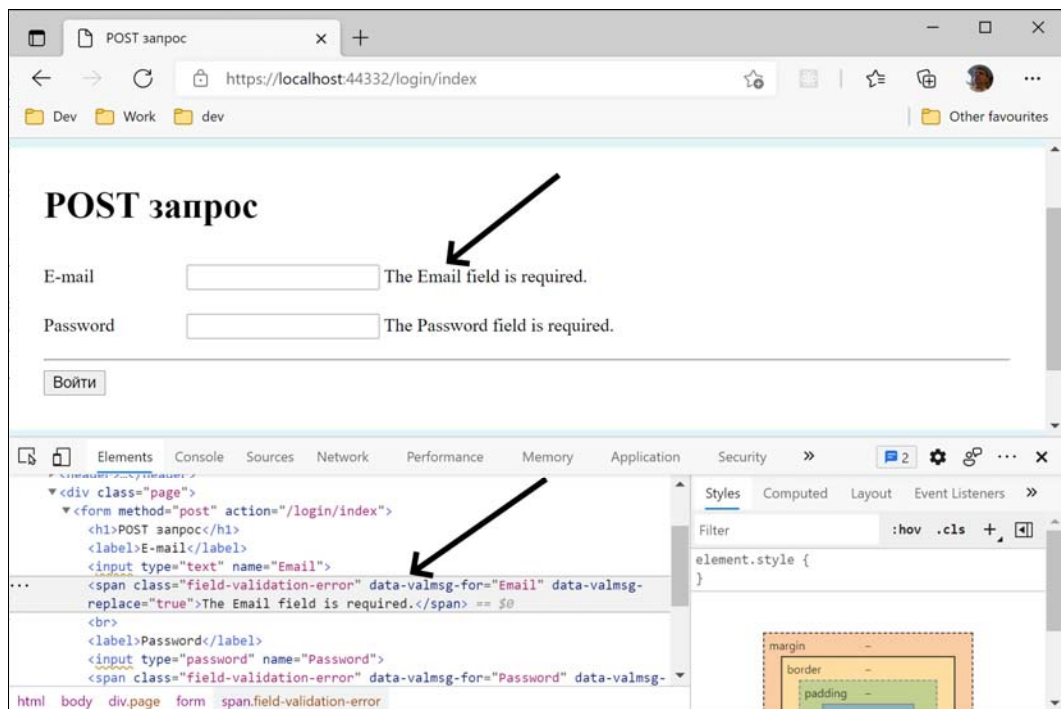 POST запрос
https://localhost:44332/login/index
Dev Work dev Other favourites
POST запрос
E-mail The Email field is required.
Password The Password field is required.
Войти
Elements Console Sources Network Performance Memory Application Security » 2
<header>…</header>
▼<div class="page">
▼<form method="post" action="/login/index">
<h1>POST запрос</h1>
<label>E-mail</label>
<input type="text" name="Email">
<span class="field-validation-error" data-valmsg-for="Email" data-valmsg-
replace="true">The Email field is required.</span> == $0
<br>
<label>Password</label>
<input type="password" name="Password">
<span class="field-validation-error" data-valmsg-for="Password" data-valmsg-
html body div.page form span.field-validation-error
Styles Computed Layout Event Listeners »
Filter :hov .cls +
element.style {
}
margin –
border –
padding –